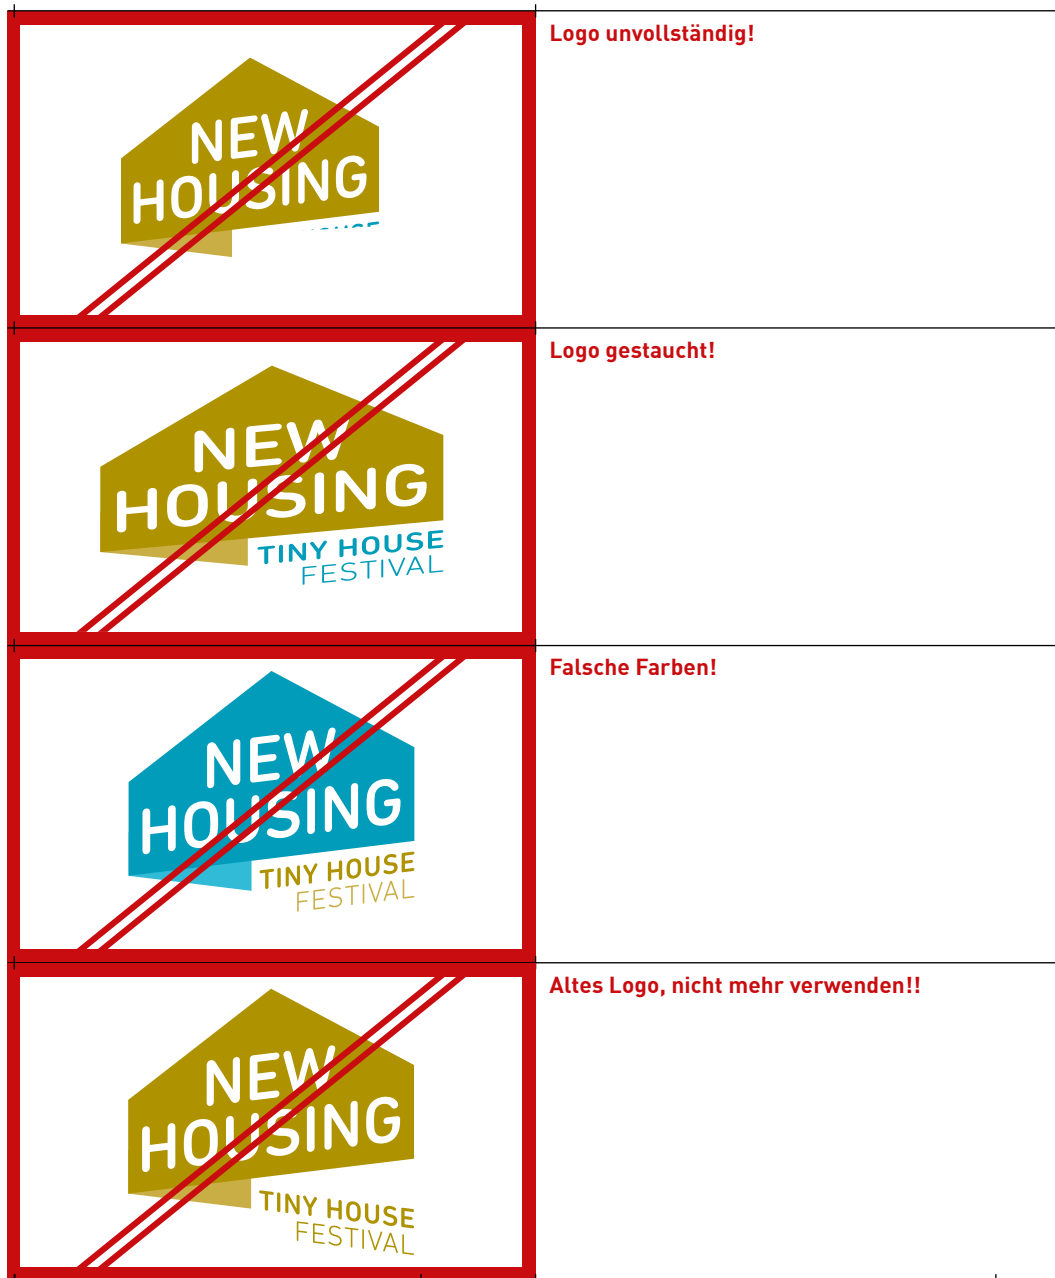 Logo unvollständig!
NEW
HOUSING
Logo gestaucht!
NEW
HOUSING
TINY HOUSE
FESTIVAL
Falsche Farben!
NEW
HOUSING
TINY HOUSE
FESTIVAL
Altes Logo, nicht mehr verwenden!!
NEW
HOUSING
TINY HOUSE
FESTIVAL